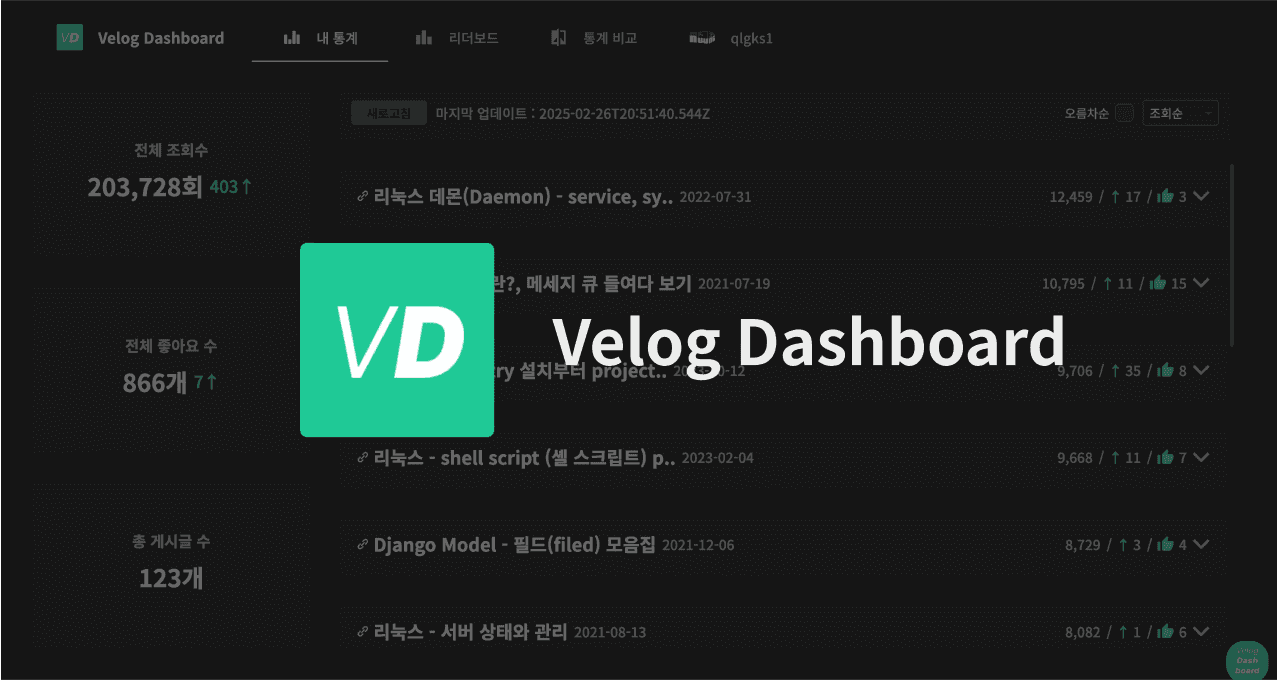 VD Velog Dashboard 내 통계 리더보드 통계 비교 qlgks1
새로고침 마지막 업데이트 : 2025-02-26T20:51:40.544Z 오름차순 조회순
전체 조회수
203,728회 403↑
전체 좋아요 수
866개 7↑
총 게시글 수
123개
리눅스 데몬(Daemon) - service, sy.. 2022-07-31 12,459 / ↑ 17 / 3
란?, 메세지 큐 들여다 보기 2021-07-19 10,795 / ↑ 11 / 15
VD Velog Dashboard
try 설치부터 project.. 9,706 / ↑ 35 / 8
리눅스 - shell script (셸 스크립트) p.. 2023-02-04 9,668 / ↑ 11 / 7
Django Model - 필드(filed) 모음집 2021-12-06 8,729 / ↑ 3 / 4
리눅스 - 서버 상태와 관리 2021-08-13 8,082 / ↑ 1 / 6
Velog
Dash
board